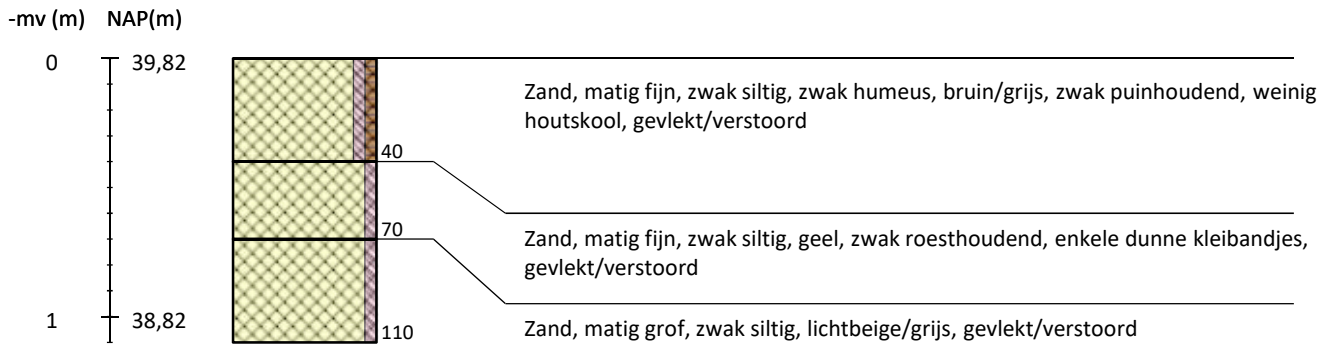 -mv (m) NAP(m)
0 39,82
Zand, matig fijn, zwak siltig, zwak humeus, bruin/grijs, zwak puinhoudend, weinig
houtskool, gevlekt/verstoord
40
70
Zand, matig fijn, zwak siltig, geel, zwak roesthoudend, enkele dunne kleibandjes,
gevlekt/verstoord
1 38,82
110
Zand, matig grof, zwak siltig, lichtbeige/grijs, gevlekt/verstoord